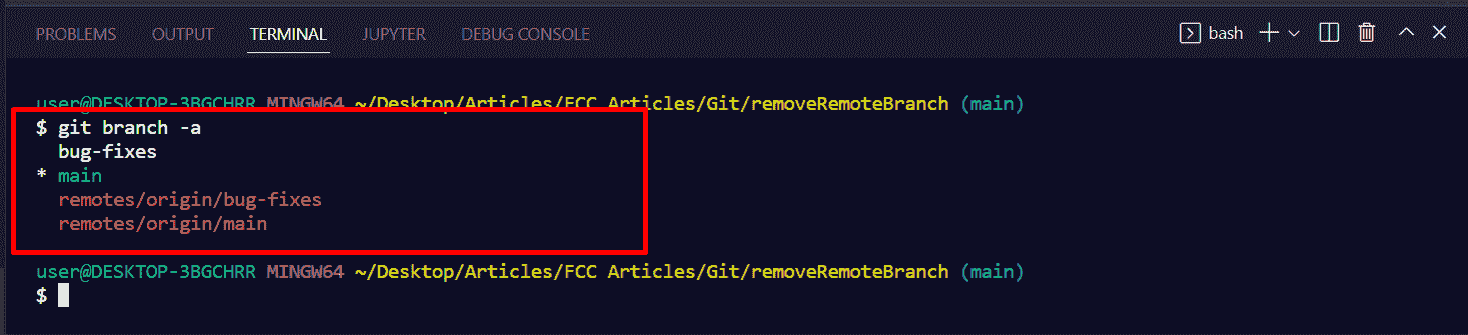 PROBLEMS OUTPUT TERMINAL JUPYTER DEBUG CONSOLE bash
user@DESKTOP-3BGCHRR MINGW64 ~/Desktop/Articles/FCC Articles/Git/removeRemoteBranch (main)
$ git branch -a
  bug-fixes
* main
  remotes/origin/bug-fixes
  remotes/origin/main
user@DESKTOP-3BGCHRR MINGW64 ~/Desktop/Articles/FCC Articles/Git/removeRemoteBranch (main)
$